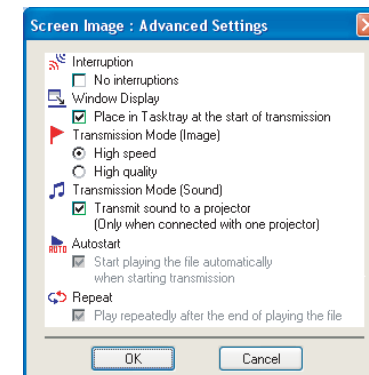 Screen Image : Advanced Settings
Interruption
No interruptions
Window Display
Place in Tasktray at the start of transmission
Transmission Mode (Image)
High speed
High quality
Transmission Mode (Sound)
Transmit sound to a projector
(Only when connected with one projector)
AUTO
Autostart
Start playing the file automatically
when starting transmission
Repeat
Play repeatedly after the end of playing the file
OK
Cancel